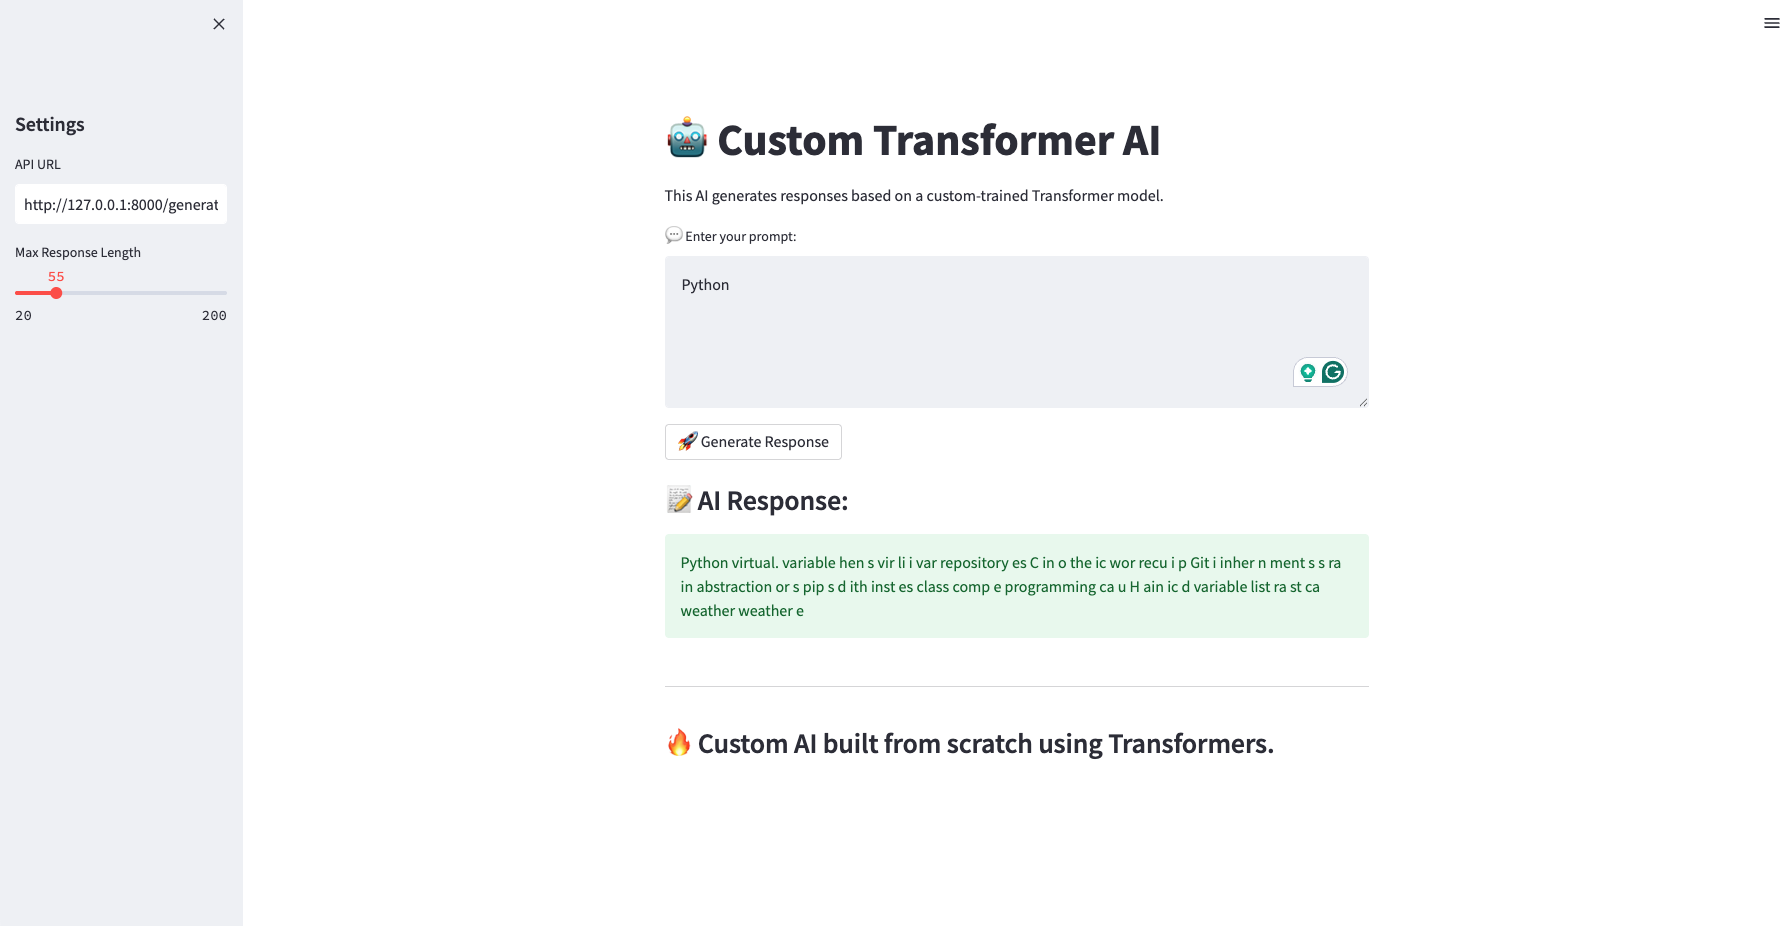 Settings
API URL
http://127.0.0.1:8000/generat
Max Response Length
55
20 200
Custom Transformer AI
This AI generates responses based on a custom-trained Transformer model.
Enter your prompt:
Python
Generate Response
AI Response:
Python virtual. variable hen s vir li i var repository es C in o the ic wor recu i p Git i inher n ment s s ra
in abstraction or s pip s d ith inst es class comp e programming ca u H ain ic d variable list ra st ca
weather weather e
Custom AI built from scratch using Transformers.